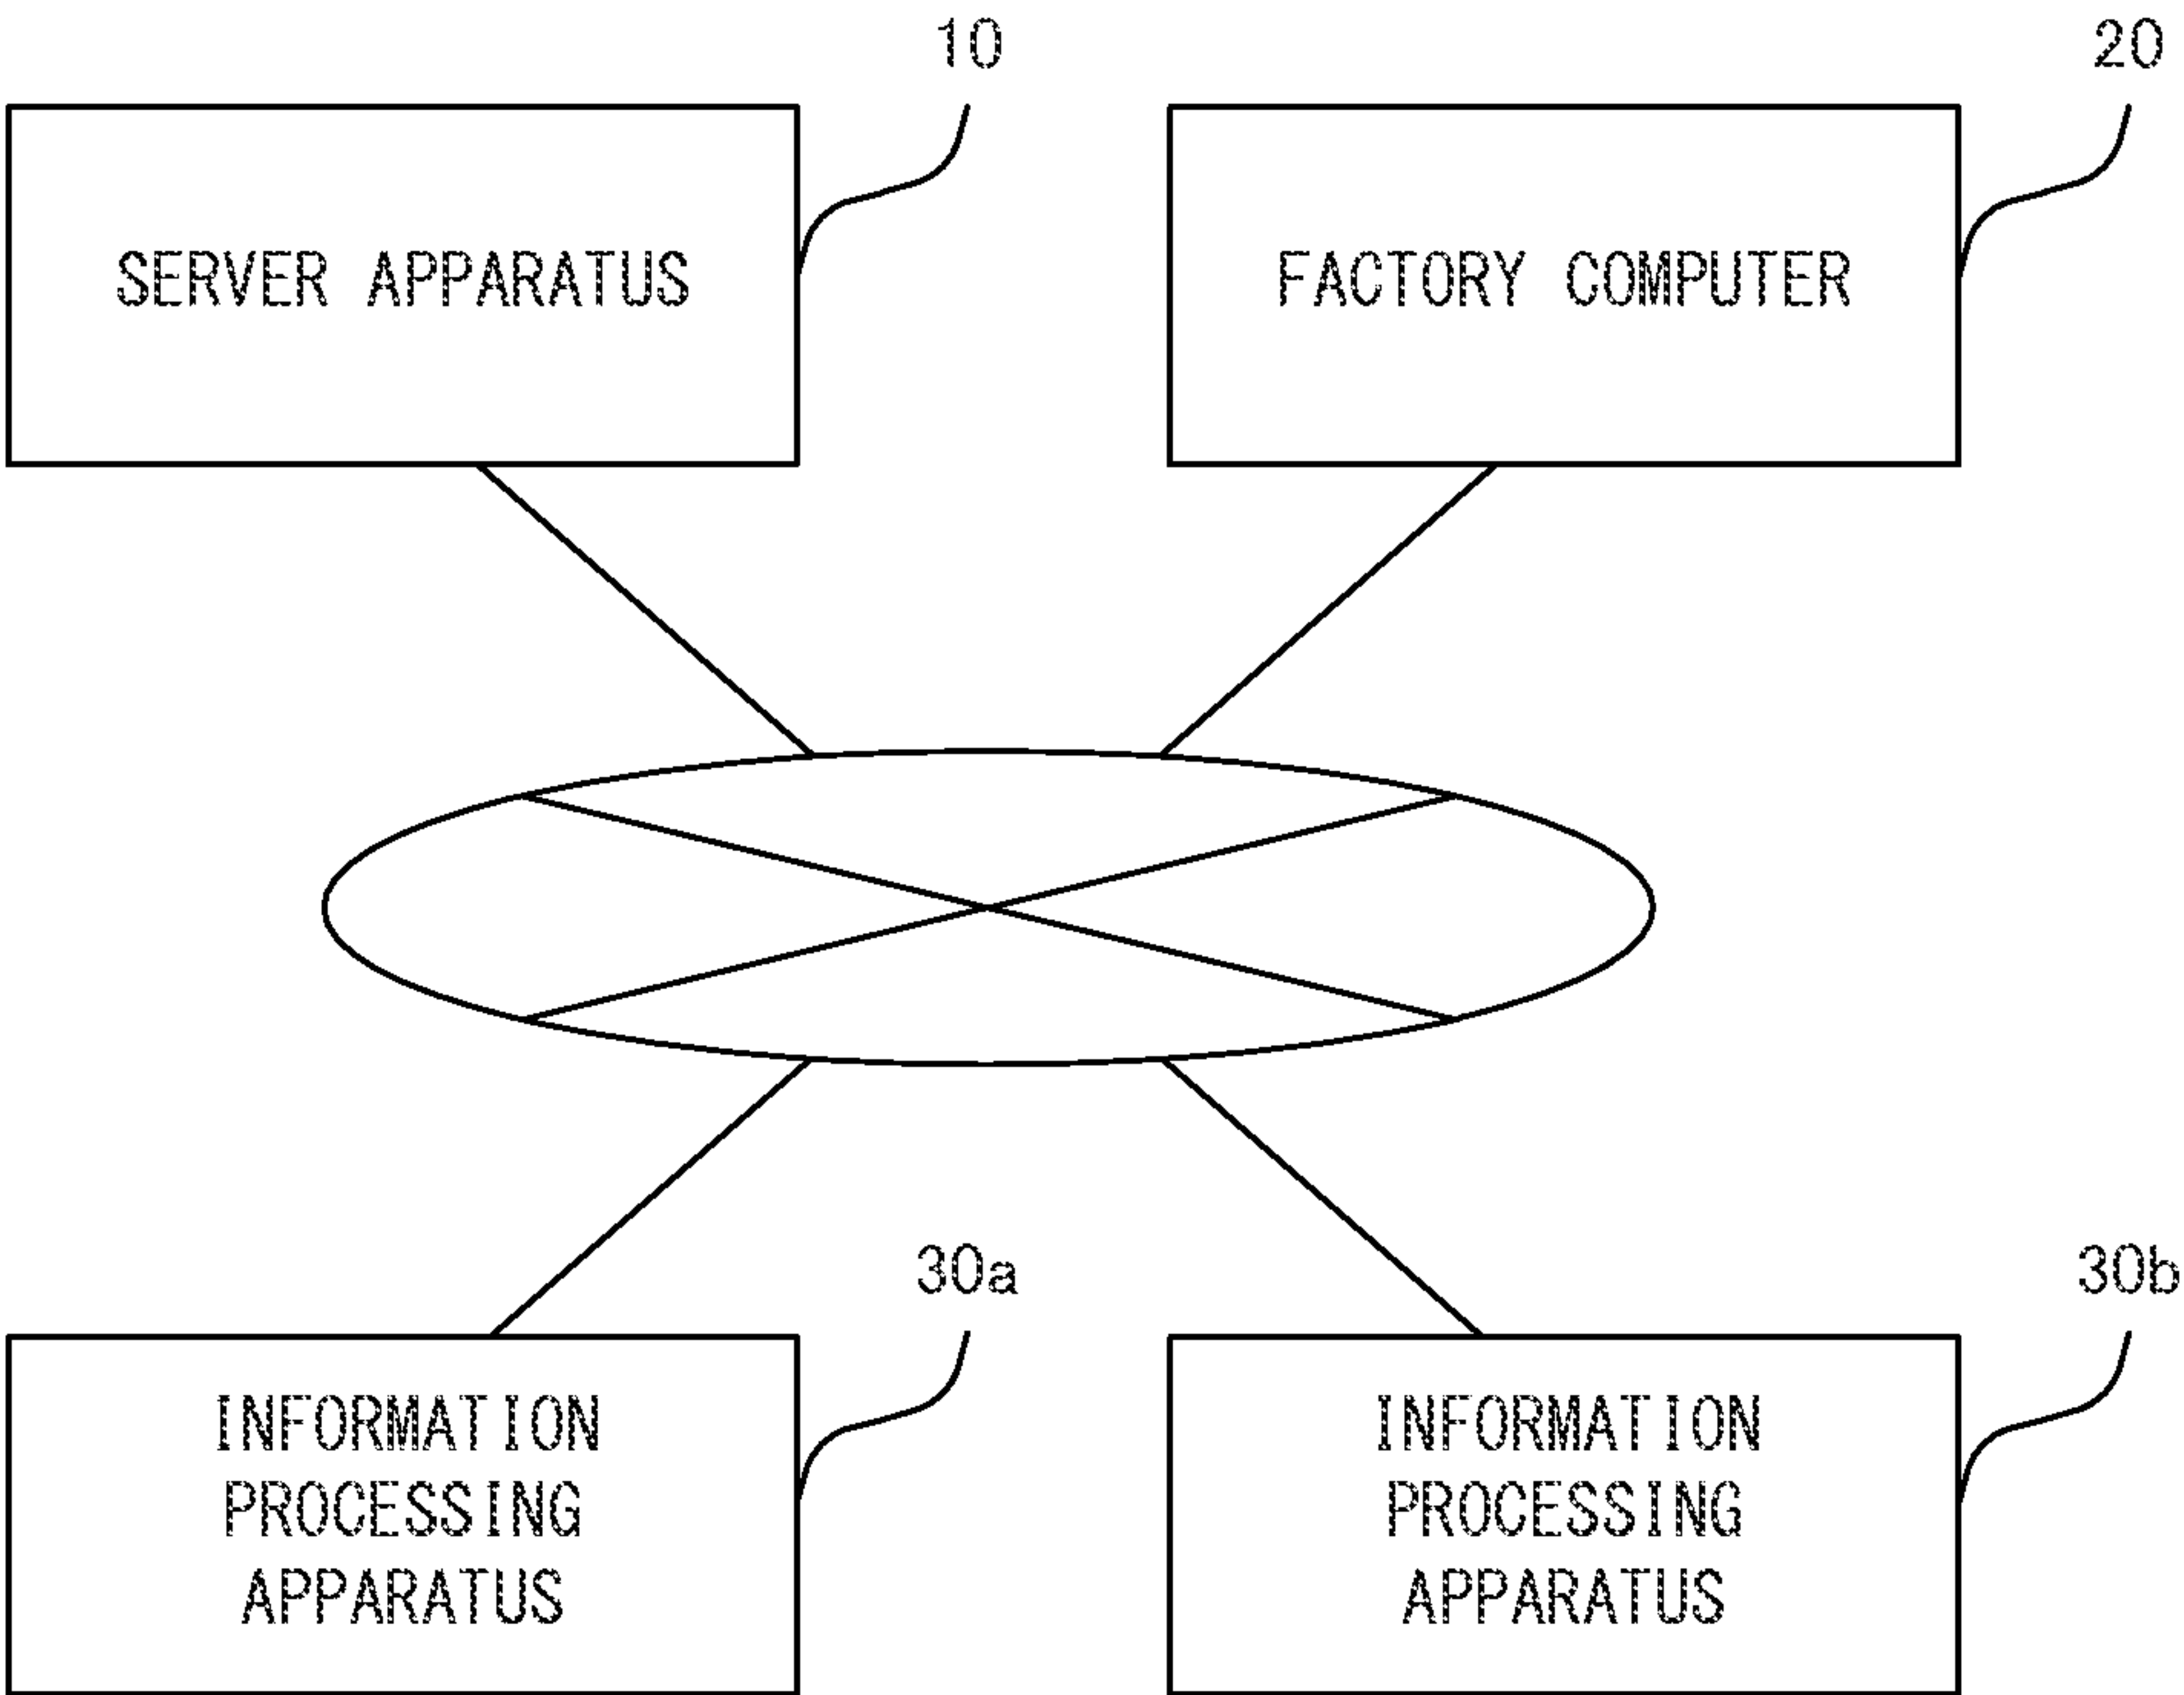 10
20
SERVER APPARATUS
FACTORY COMPUTER
30a
30b
INFORMATION
PROCESSING
APPARATUS
INFORMATION
PROCESSING
APPARATUS